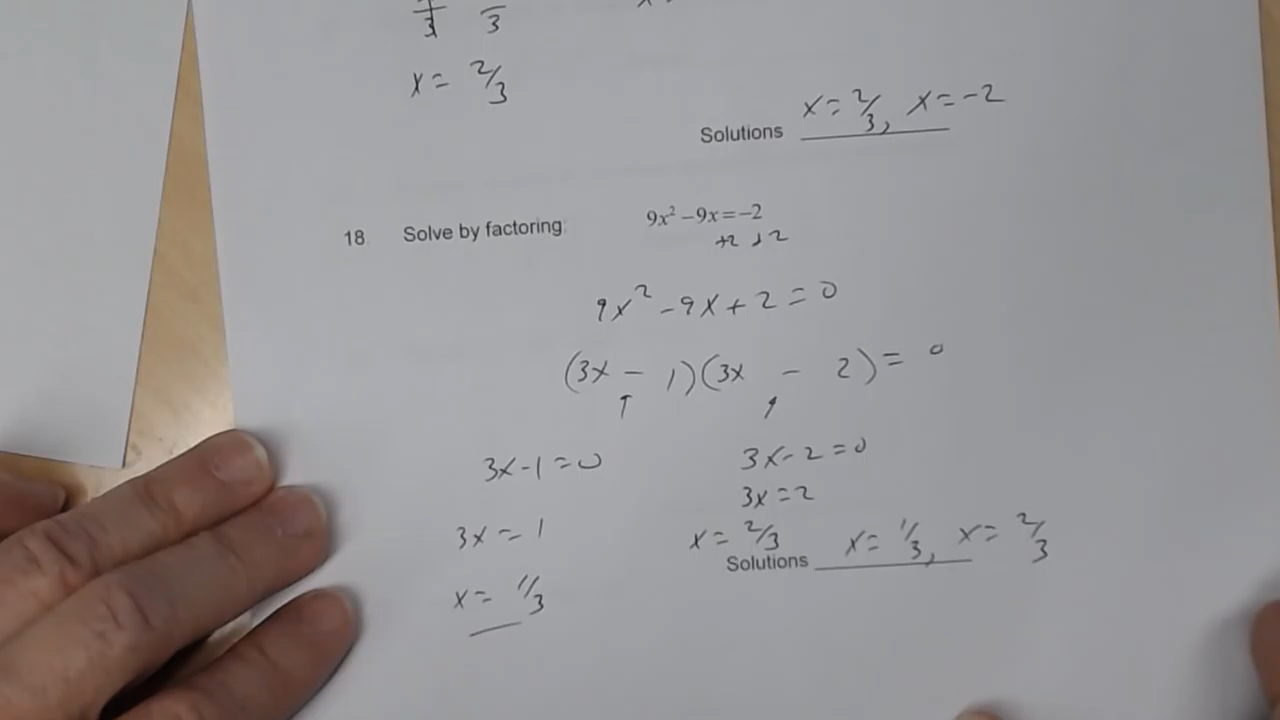 3 3
x = 2/3
x = 2/3, x = -2
Solutions
18. Solve by factoring: 9x² – 9x = –2
+2 +2
9x² - 9x + 2 = 0
(3x - 1)(3x - 2) = 0
3x - 1 = 0 3x - 2 = 0
3x = 2
3x = 1 x = 2/3
Solutions x = 1/3, x = 2/3
x = 1/3